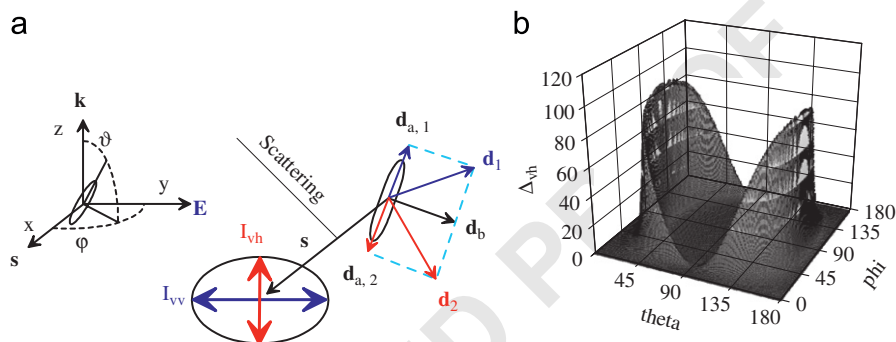 a
k
z
ϑ
y
E
x
s
φ
Scattering
s
I_vh
I_vv
d_a, 1
d_1
d_b
d_a, 2
d_2
b
Δ_vh
120
100
80
60
40
20
0
45
90
135
180
theta
0
45
90
135
180
phi
PROOF